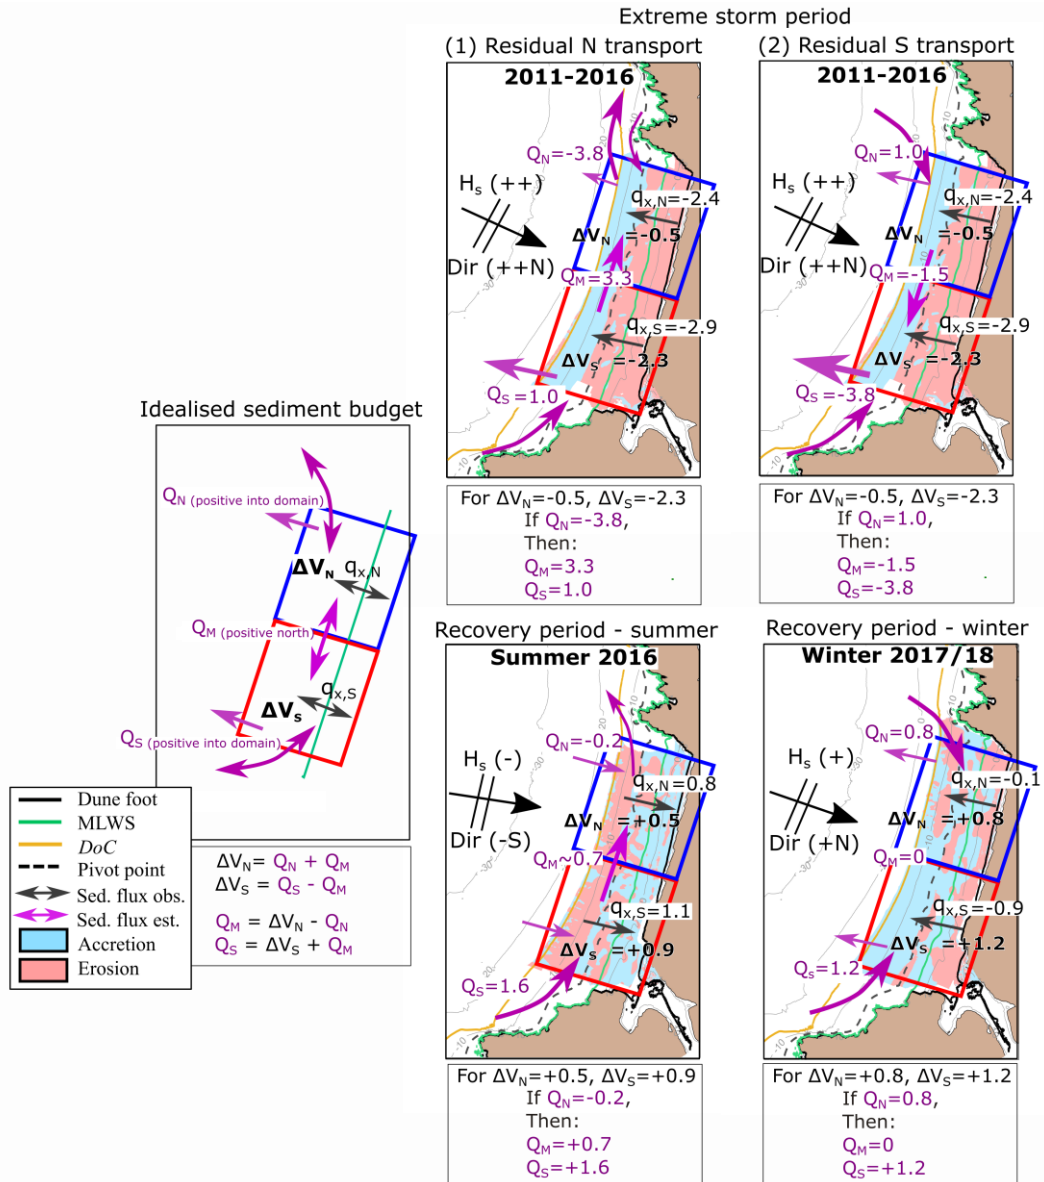 Extreme storm period
(1) Residual N transport
2011-2016
Q_N=-3.8
H_s (++)
q_x,N=-2.4
ΔV_N =-0.5
Dir (++N)
Q_M=3.3
q_x,S=-2.9
ΔV_S =-2.3
Q_S=1.0
-30
-10
10
-10
For ΔV_N=-0.5, ΔV_S=-2.3
If Q_N=-3.8,
Then:
Q_M=3.3
Q_S=1.0
(2) Residual S transport
2011-2016
Q_N=1.0
H_s (++)
q_x,N=-2.4
ΔV_N =-0.5
Dir (++N)
Q_M=-1.5
q_x,S=-2.9
ΔV_S =-2.3
Q_S=-3.8
-30
-10
-10
For ΔV_N=-0.5, ΔV_S=-2.3
If Q_N=1.0,
Then:
Q_M=-1.5
Q_S=-3.8
Idealised sediment budget
Q_N (positive into domain)
ΔV_N
q_x,N
Q_M (positive north)
q_x,S
ΔV_S
Q_S (positive into domain)
Dune foot
MLWS
DoC
Pivot point
Sed. flux obs.
Sed. flux est.
Accretion
Erosion
ΔV_N= Q_N + Q_M
ΔV_S = Q_S - Q_M
Q_M = ΔV_N - Q_N
Q_S = ΔV_S + Q_M
Recovery period - summer
Summer 2016
Q_N=-0.2
H_s (-)
q_x,N=0.8
ΔV_N =+0.5
Dir (-S)
Q_M~0.7
q_x,S=1.1
ΔV_S =+0.9
Q_S=1.6
20
20
-10
For ΔV_N=+0.5, ΔV_S=+0.9
If Q_N=-0.2,
Then:
Q_M=+0.7
Q_S=+1.6
Recovery period - winter
Winter 2017/18
Q_N=0.8
H_s (+)
q_x,N=-0.1
ΔV_N =+0.8
Dir (+N)
Q_M=0
q_x,S=-0.9
ΔV_S =+1.2
Q_s=1.2
-30
-10
For ΔV_N=+0.8, ΔV_S=+1.2
If Q_N=0.8,
Then:
Q_M=0
Q_S=+1.2